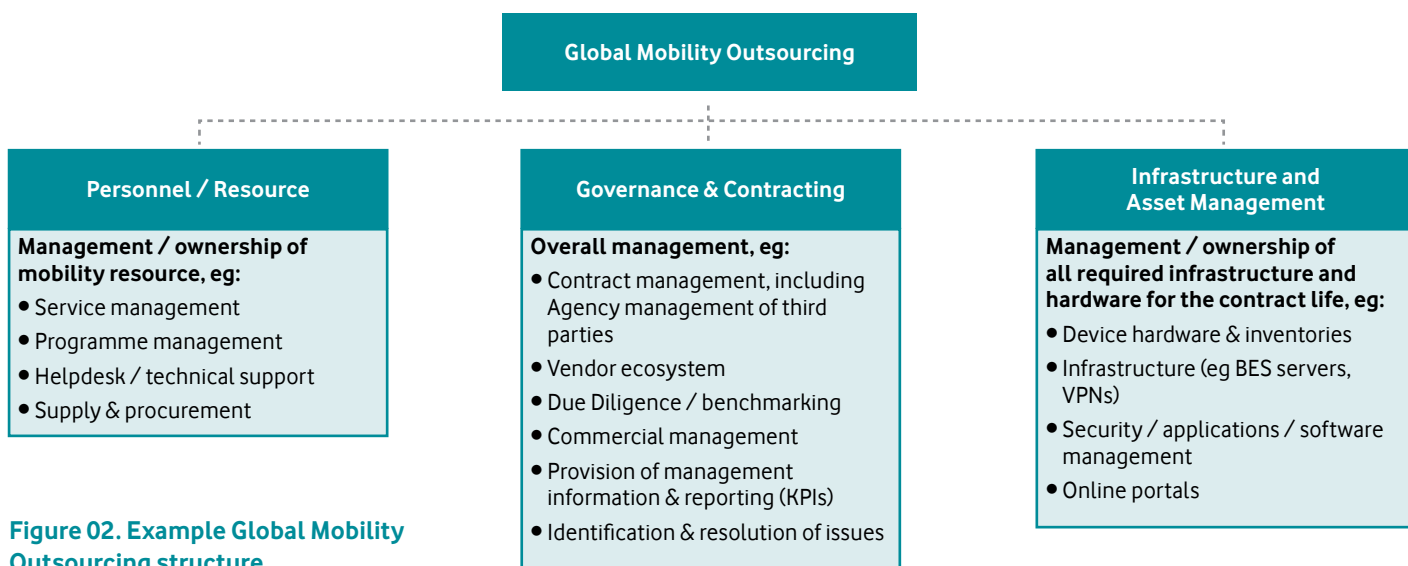 Global Mobility Outsourcing
Personnel / Resource
Management / ownership of
mobility resource, eg:
• Service management
• Programme management
• Helpdesk / technical support
• Supply & procurement
Governance & Contracting
Overall management, eg:
• Contract management, including
Agency management of third
parties
• Vendor ecosystem
• Due Diligence / benchmarking
• Commercial management
• Provision of management
information & reporting (KPIs)
• Identification & resolution of issues
Infrastructure and
Asset Management
Management / ownership of
all required infrastructure and
hardware for the contract life, eg:
• Device hardware & inventories
• Infrastructure (eg BES servers,
VPNs)
• Security / applications / software
management
• Online portals
Figure 02. Example Global Mobility
Outsourcing structure